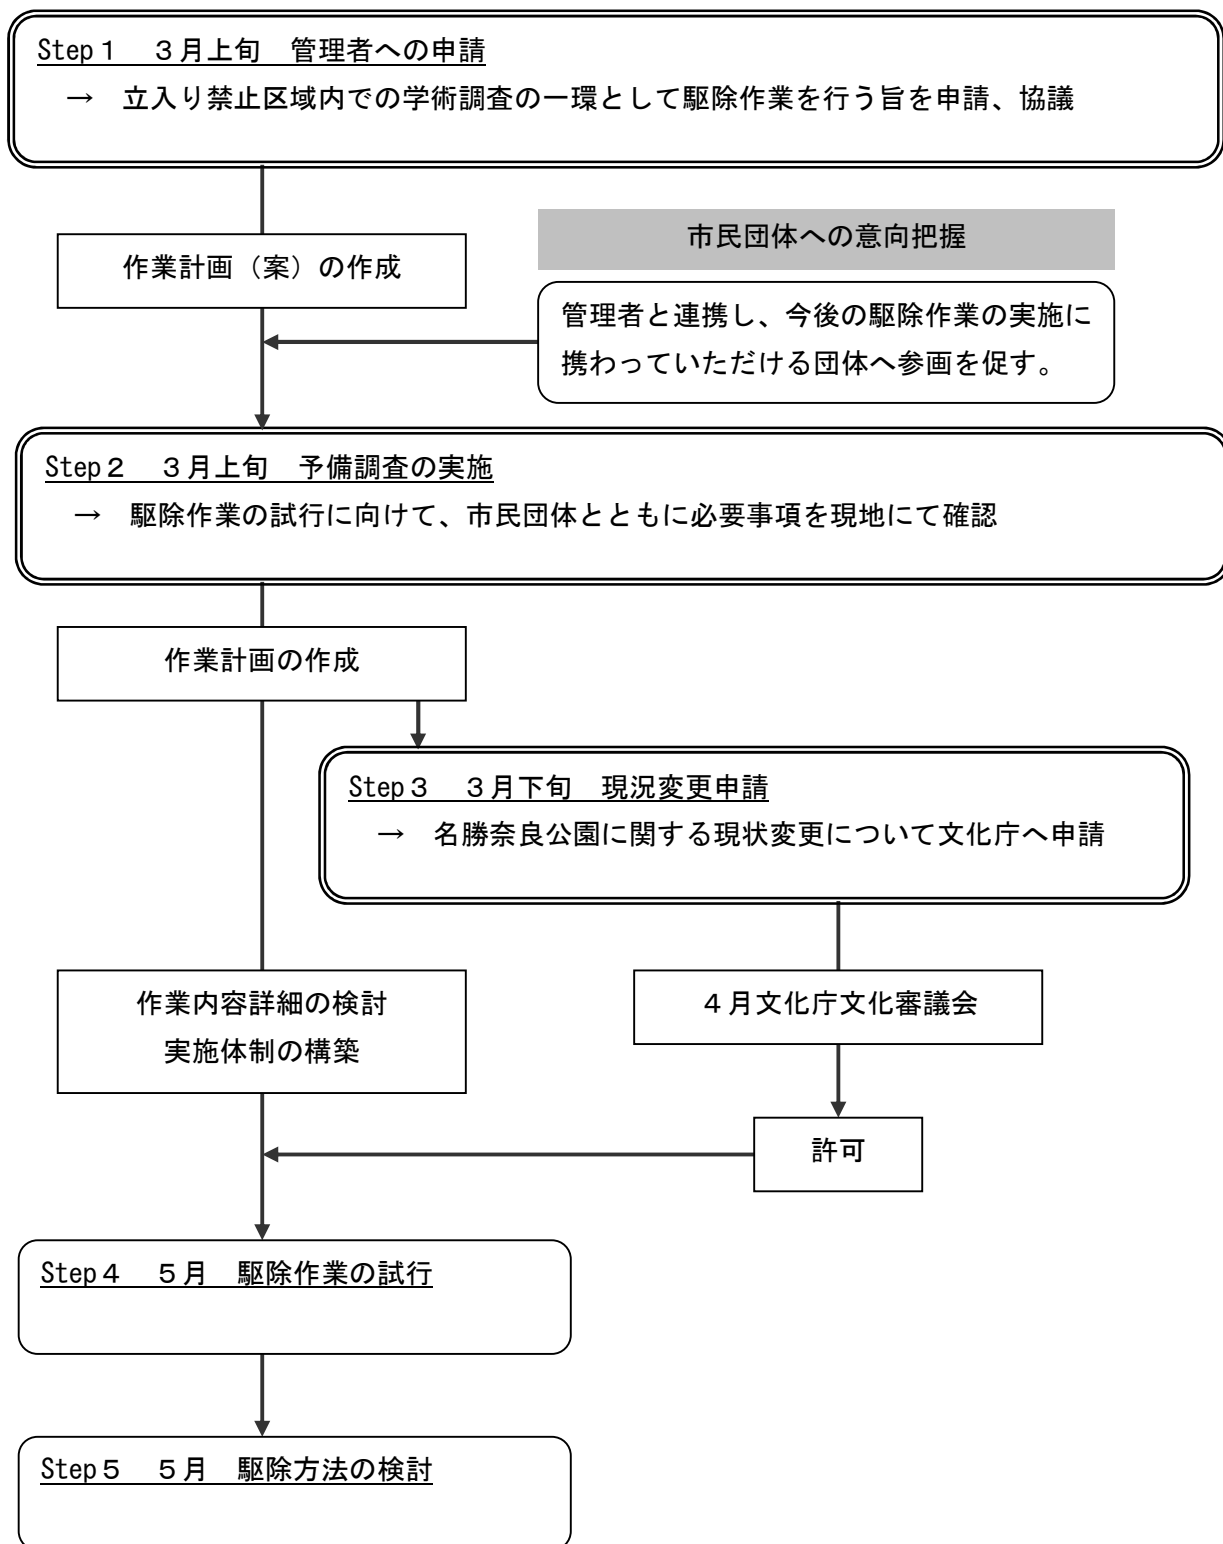 Step１　３月上旬　管理者への申請
→　立入り禁止区域内での学術調査の一環として駆除作業を行う旨を申請、協議
作業計画（案）の作成
市民団体への意向把握
管理者と連携し、今後の駆除作業の実施に
携わっていただける団体へ参画を促す。
Step２　３月上旬　予備調査の実施
→　駆除作業の試行に向けて、市民団体とともに必要事項を現地にて確認
作業計画の作成
Step３　３月下旬　現況変更申請
→　名勝奈良公園に関する現状変更について文化庁へ申請
作業内容詳細の検討
実施体制の構築
４月文化庁文化審議会
許可
Step４　５月　駆除作業の試行
Step５　５月　駆除方法の検討